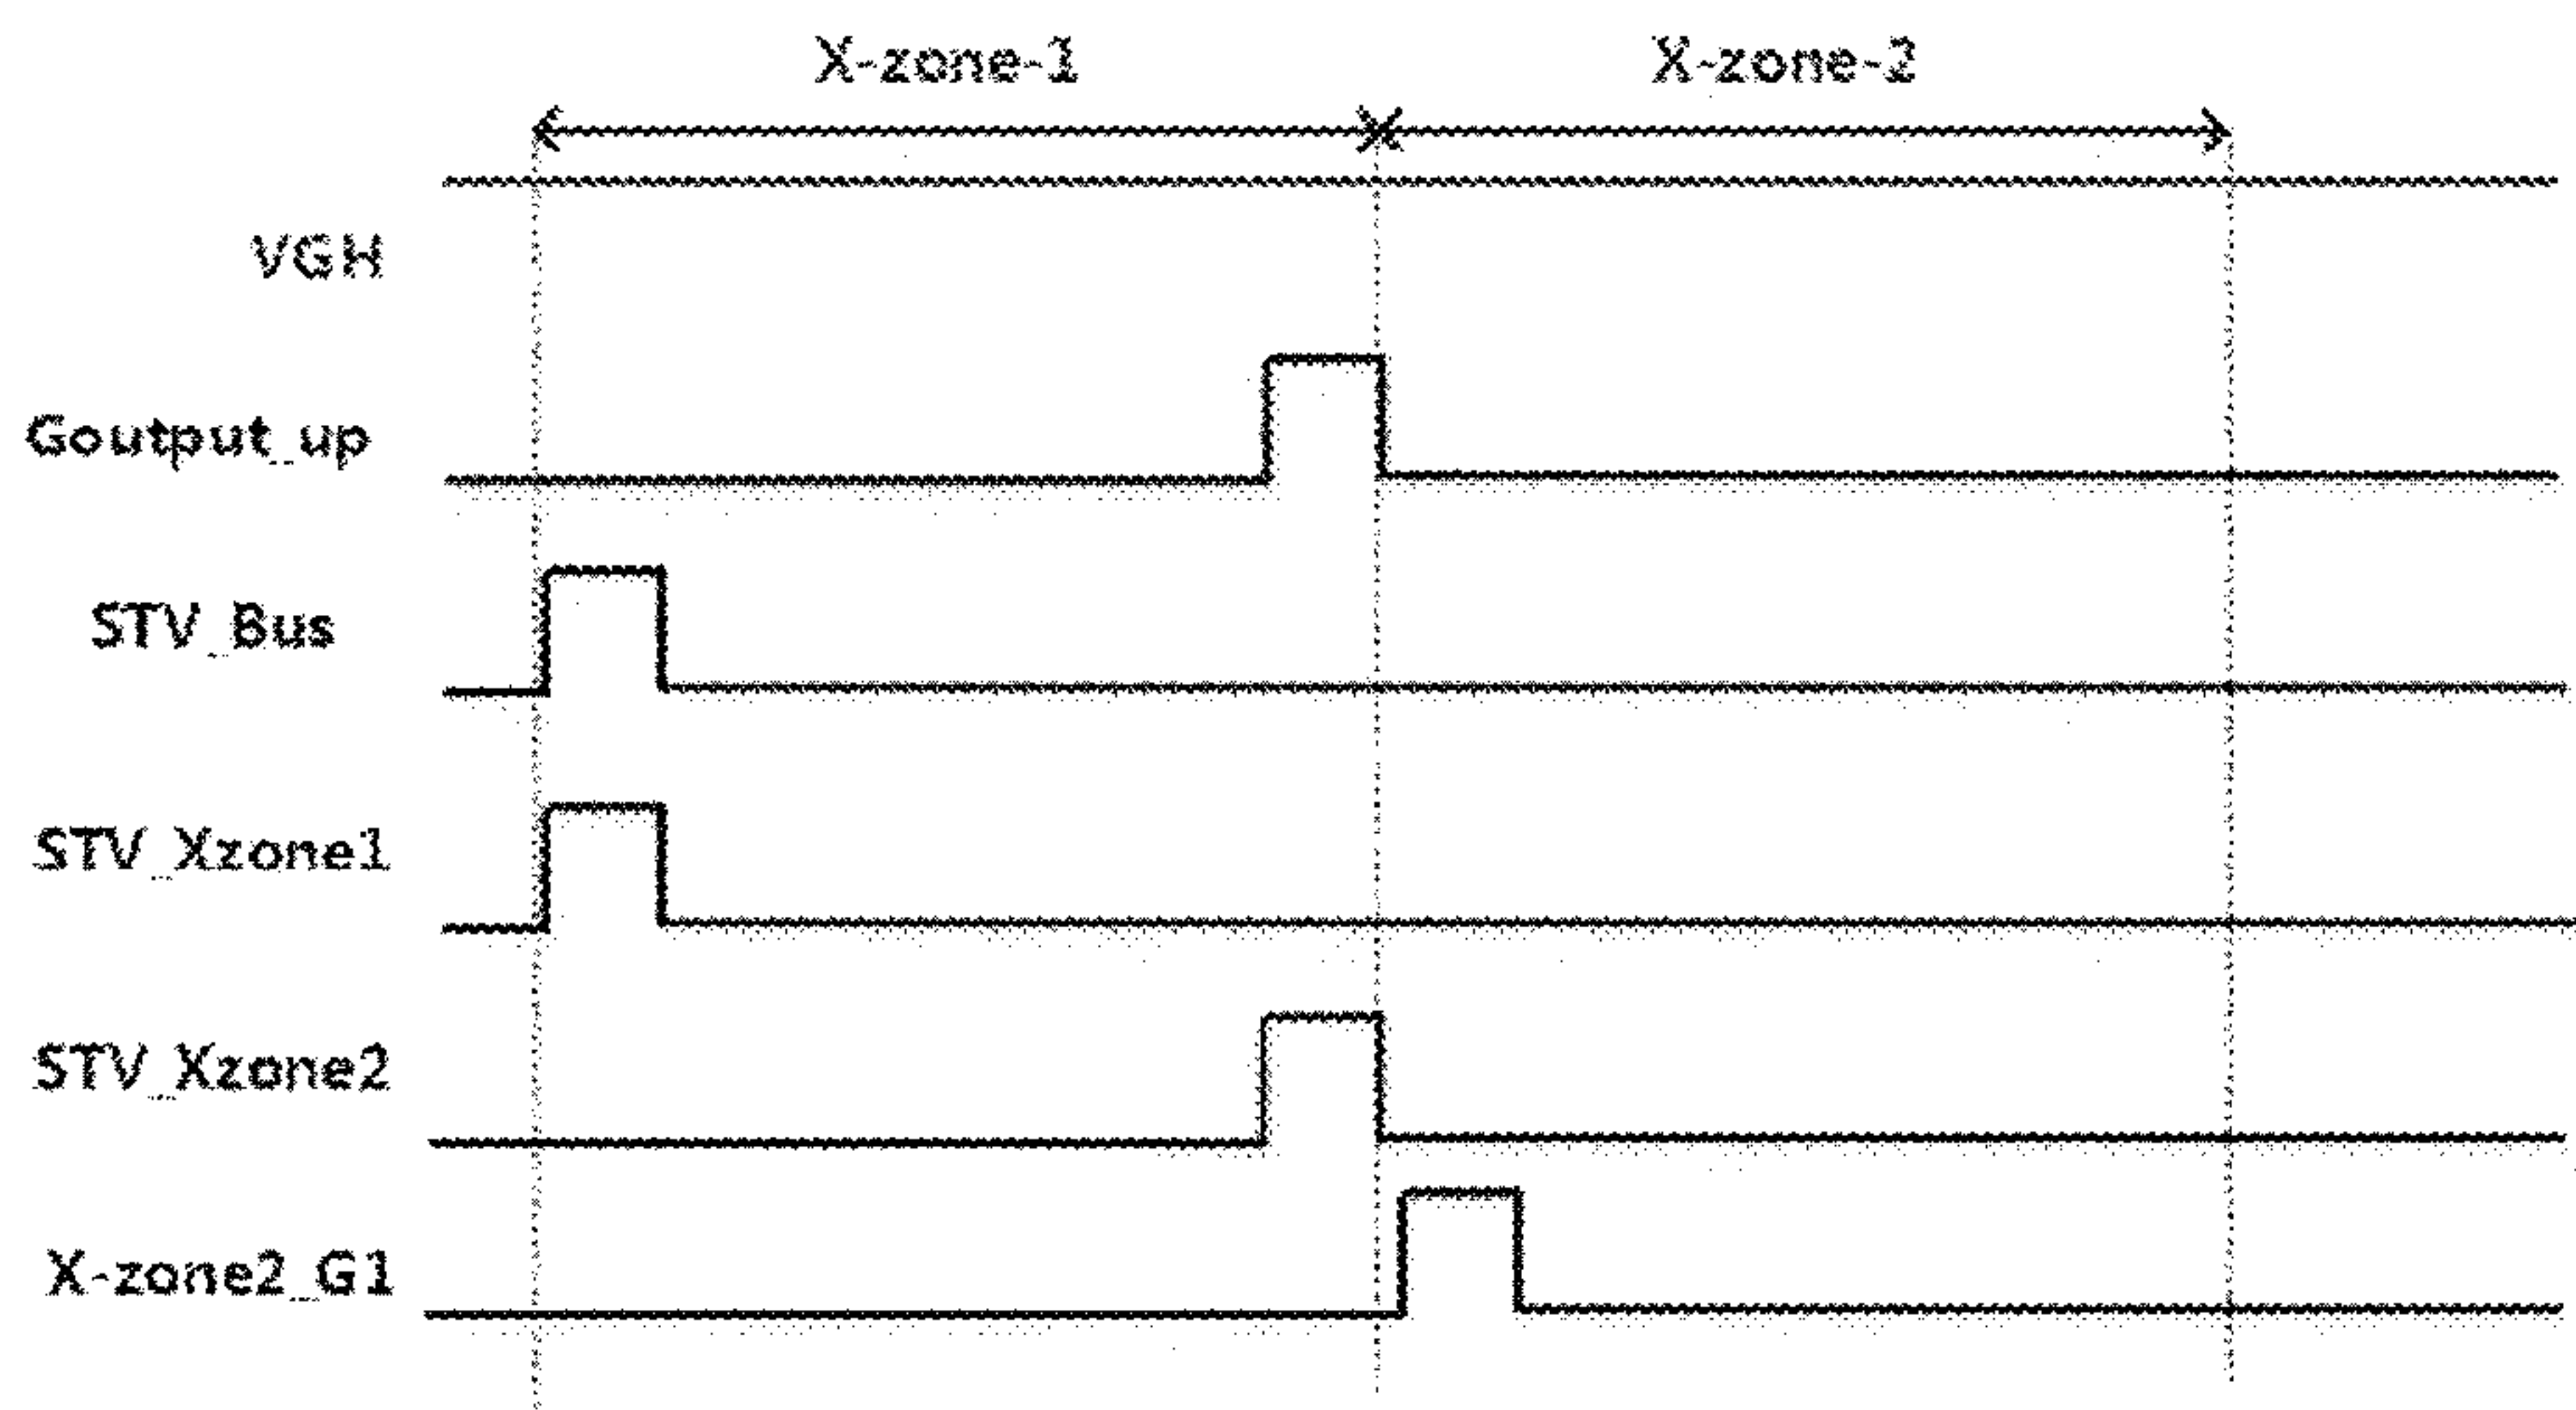 X-zone-1 X-zone-2
VGH
Goutput_up
STV_Bus
STV_Xzone1
STV_Xzone2
X-zone2_G1